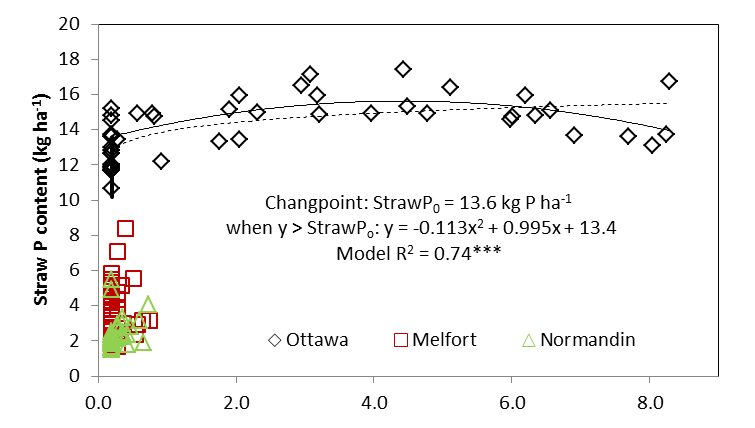 20
18
16
14
12
10
8
6
4
2
0
Straw P content (kg ha⁻¹)
Changpoint: StrawP₀ = 13.6 kg P ha⁻¹
when y > StrawPₒ: y = -0.113x² + 0.995x + 13.4
Model R² = 0.74***
Ottawa Melfort Normandin
0.0 2.0 4.0 6.0 8.0